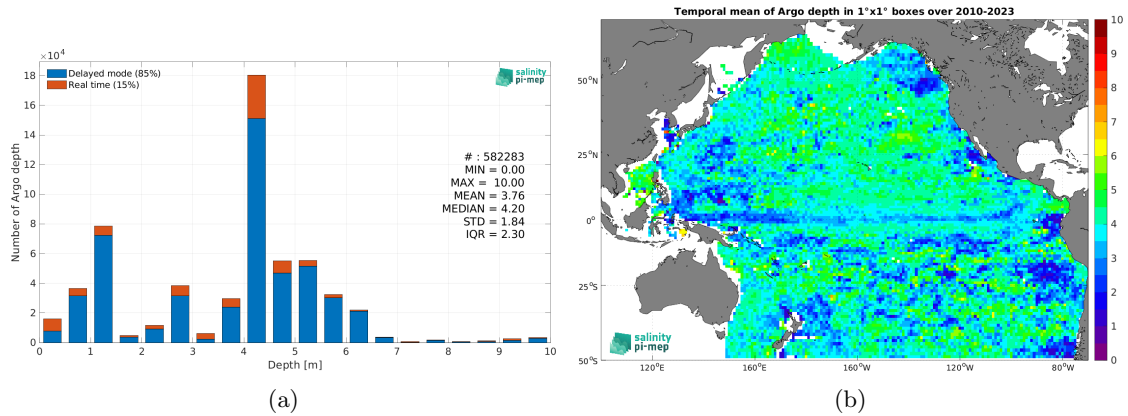 ×10⁴
Delayed mode (85%)
Real time (15%)
salinity
pi-mep
18
16
14
12
10
8
6
4
2
0
Number of Argo depth
# : 582283
MIN = 0.00
MAX = 10.00
MEAN = 3.76
MEDIAN = 4.20
STD = 1.84
IQR = 2.30
0 1 2 3 4 5 6 7 8 9 10
Depth [m]
(a)
Temporal mean of Argo depth in 1°x1° boxes over 2010-2023
50°N
25°N
0°
25°S
50°S
120°E 160°E 160°W 120°W 80°W
salinity
pi-mep
10
9
8
7
6
5
4
3
2
1
0
(b)